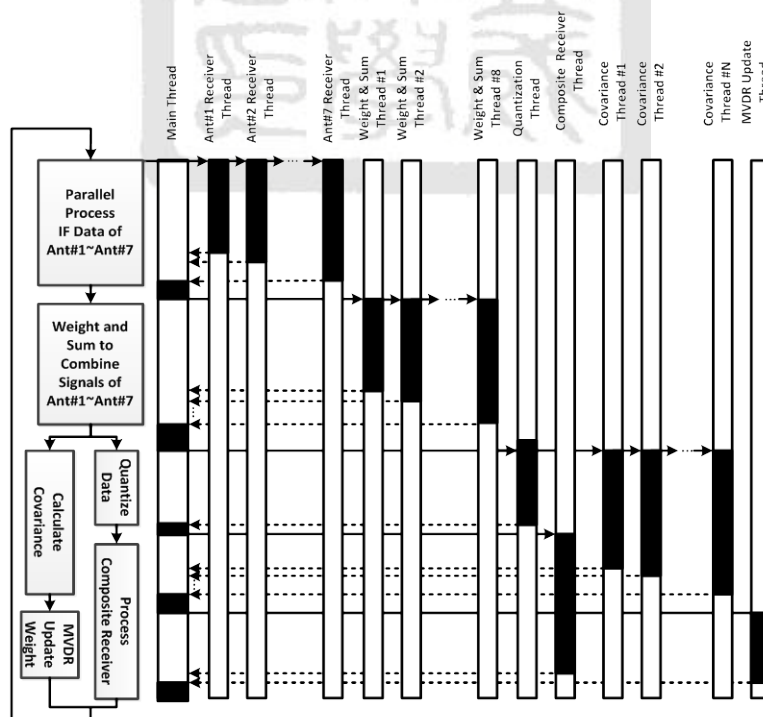 Main Thread
Ant#1 Receiver
Thread
Ant#2 Receiver
Thread
Ant#7 Receiver
Thread
Weight & Sum
Thread #1
Weight & Sum
Thread #2
Weight & Sum
Thread #8
Quantization
Thread
Composite Receiver
Thread
Covariance
Thread #1
Covariance
Thread #2
Covariance
Thread #N
MVDR Update
Parallel
Process
IF Data of
Ant#1~Ant#7
Weight and
Sum to
Combine
Signals of
Ant#1~Ant#7
Calculate
Covariance
Quantize
Data
MVDR
Update
Weight
Process
Composite Receiver